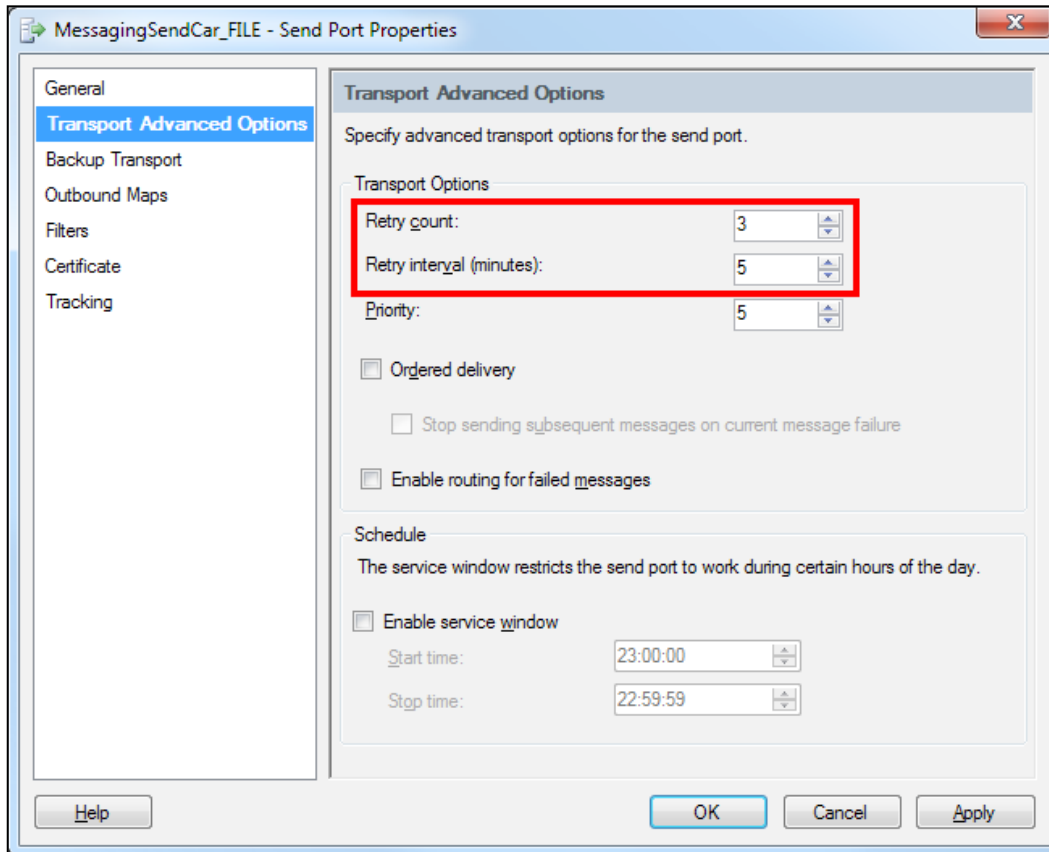 MessagingSendCar_FILE - Send Port Properties
General
Transport Advanced Options
Backup Transport
Outbound Maps
Filters
Certificate
Tracking
Transport Advanced Options
Specify advanced transport options for the send port.
Transport Options
Retry count: 3
Retry interval (minutes): 5
Priority: 5
Ordered delivery
Stop sending subsequent messages on current message failure
Enable routing for failed messages
Schedule
The service window restricts the send port to work during certain hours of the day.
Enable service window
Start time: 23:00:00
Stop time: 22:59:59
Help OK Cancel Apply